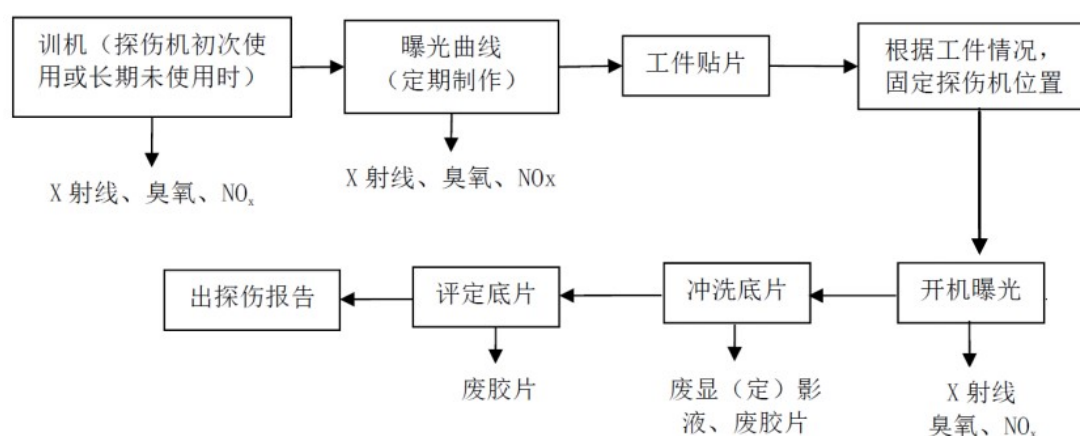 训机（探伤机初次使
用或长期未使用时）
曝光曲线
（定期制作）
工件贴片
根据工件情况，
固定探伤机位置
X 射线、臭氧、NOₓ
X 射线、臭氧、NOx
出探伤报告
评定底片
冲洗底片
开机曝光
废胶片
废显（定）影
液、废胶片
X 射线
臭氧、NOₓ